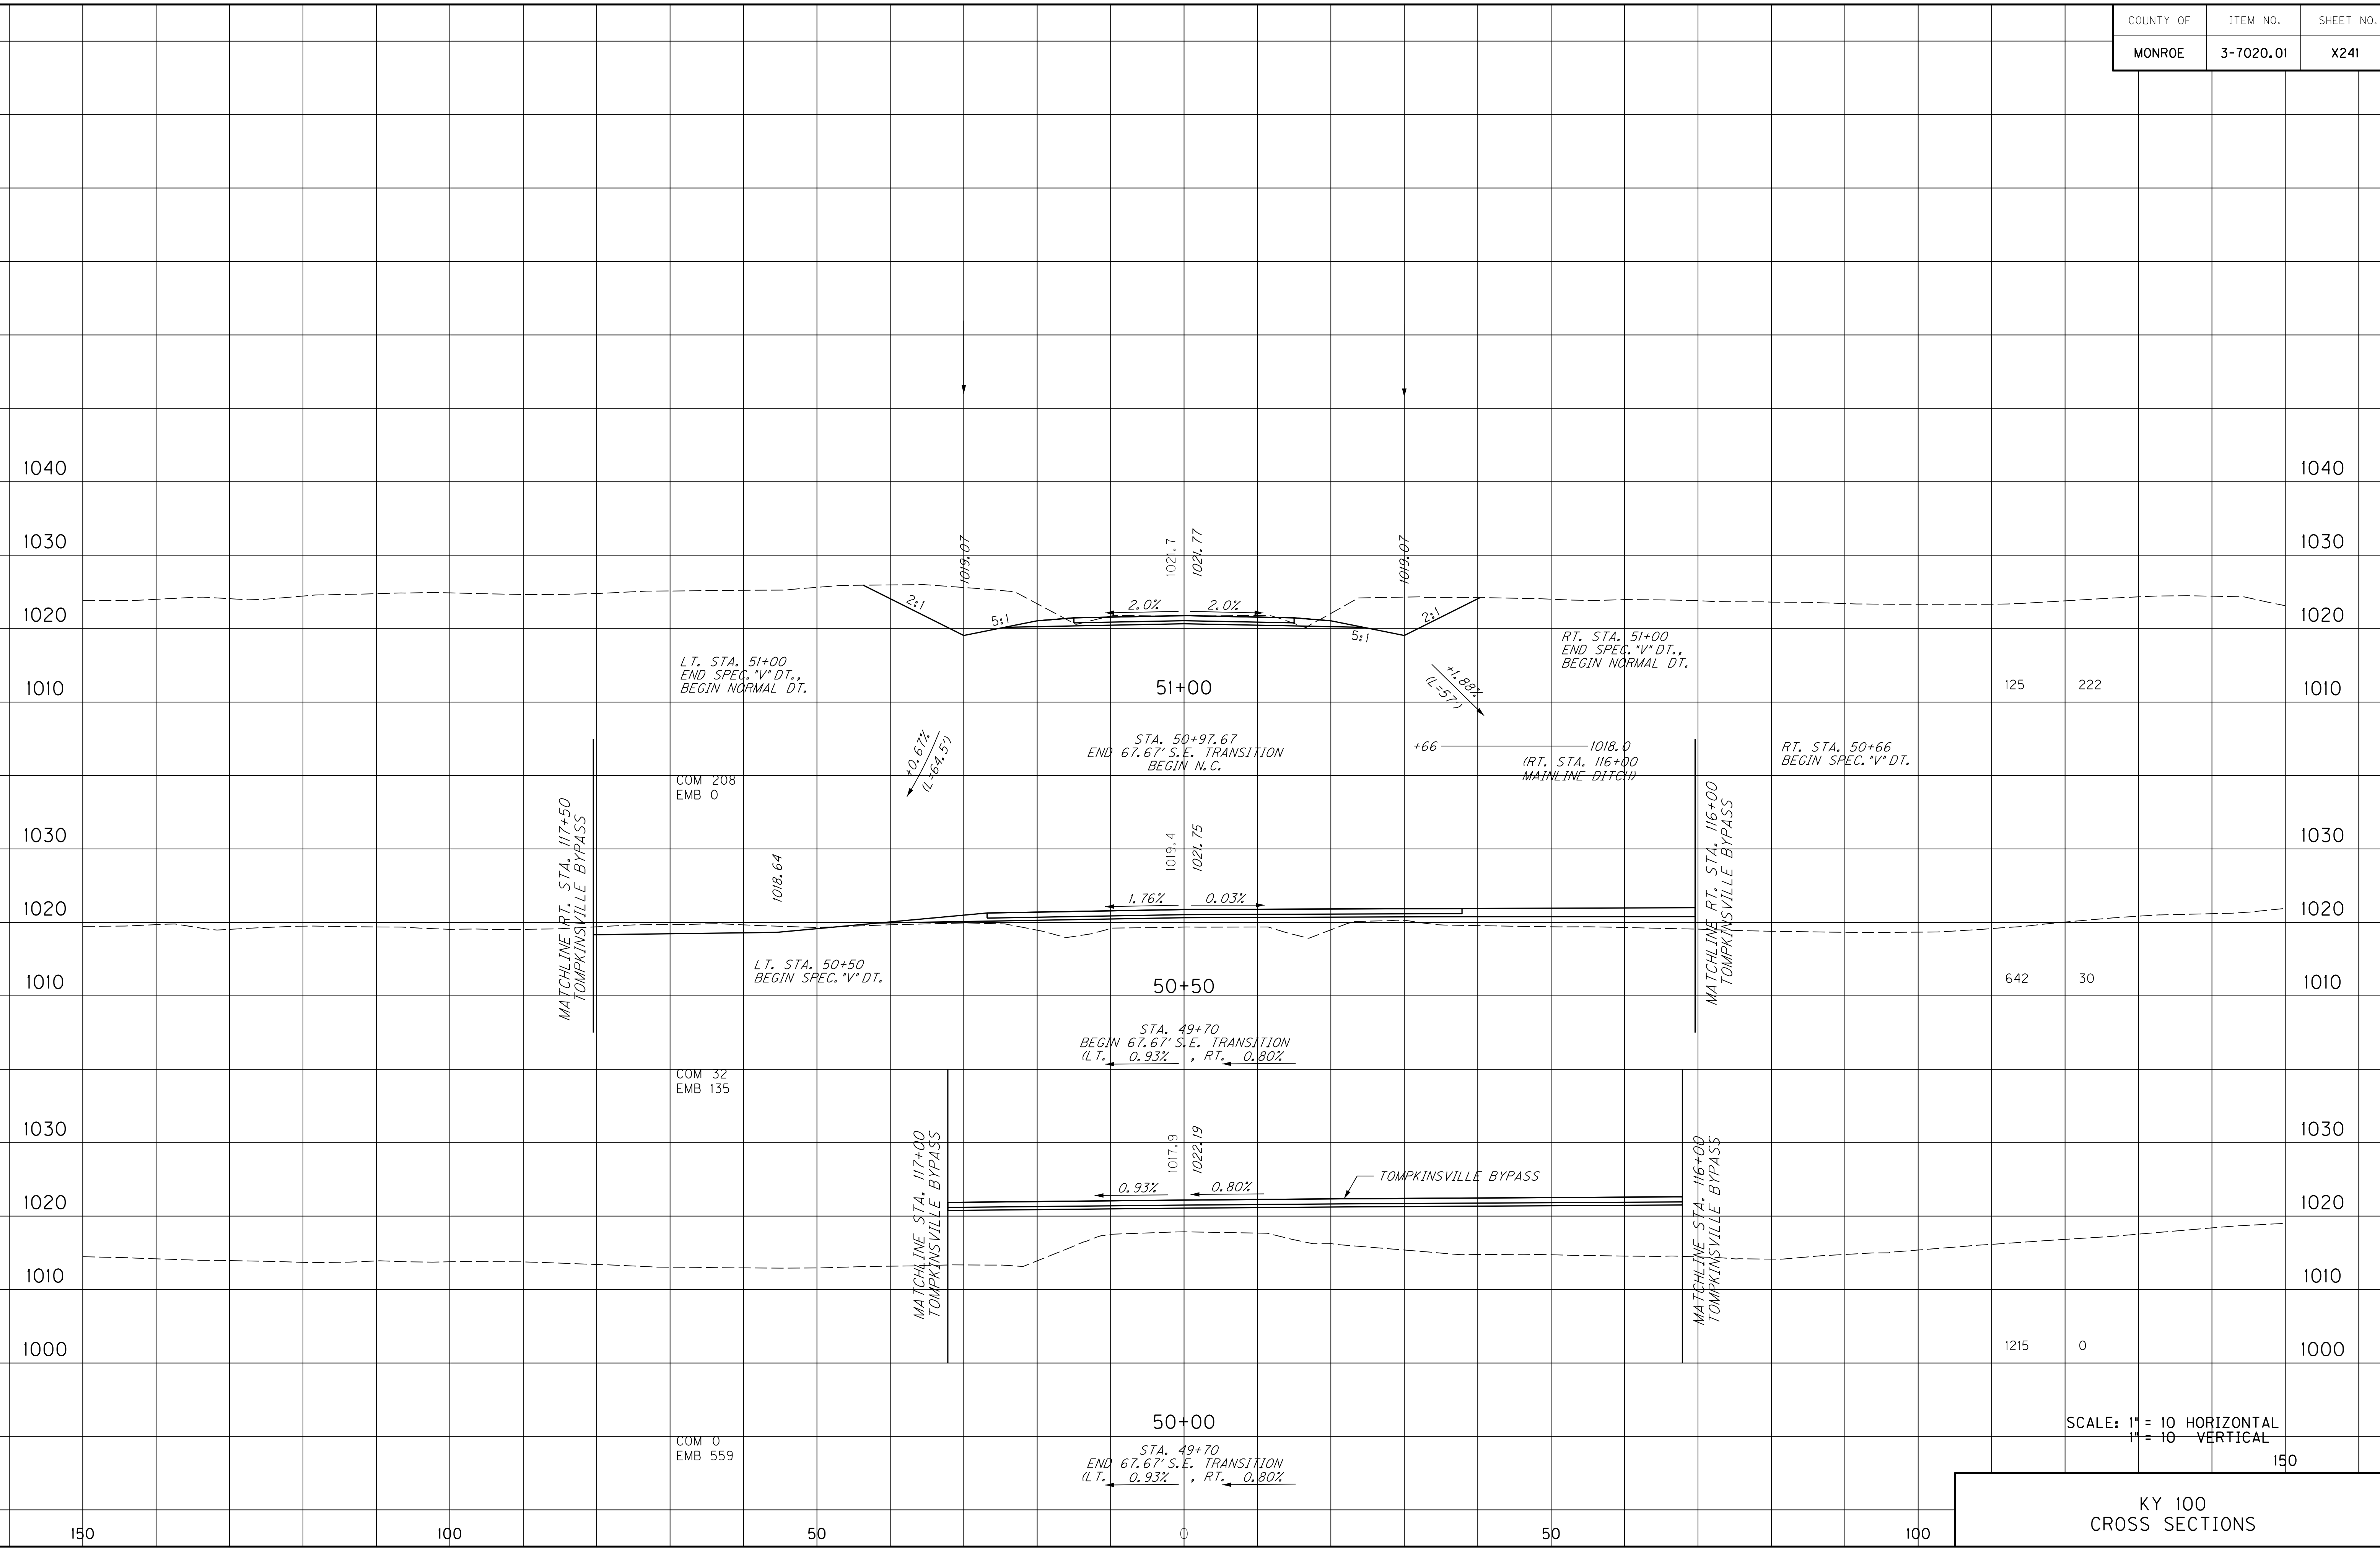 COUNTY OF ITEM NO. SHEET NO.
MONROE 3-7020.01 X241
1040 1040
1030 1030
1019.07
1021.7
1021.77
1019.07
1020 1020
2:1
5:1
2.0% 2.0%
5:1
2:1
LT. STA. 51+00
END SPEC."V" DT.,
BEGIN NORMAL DT.
RT. STA. 51+00
END SPEC."V" DT.,
BEGIN NORMAL DT.
1010 51+00 125 222 1010
+1.88%
(L=57')
+0.67%
(L=64.5')
STA. 50+97.67
END 67.67' S.E. TRANSITION
BEGIN N.C.
+66 1018.0
(RT. STA. 116+00
MAINLINE DITCH)
RT. STA. 50+66
BEGIN SPEC."V" DT.
COM 208
EMB 0
MATCHLINE RT. STA. 117+50
TOMPKINSVILLE BYPASS
1030 1030
1018.64
1019.4
1021.75
MATCHLINE RT. STA. 116+00
TOMPKINSVILLE BYPASS
1020 1020
1.76% 0.03%
LT. STA. 50+50
BEGIN SPEC."V" DT.
1010 50+50 642 30 1010
STA. 49+70
BEGIN 67.67' S.E. TRANSITION
(LT. 0.93% , RT. 0.80%
COM 32
EMB 135
1030 1030
MATCHLINE STA. 117+00
TOMPKINSVILLE BYPASS
1017.9
1022.19
TOMPKINSVILLE BYPASS
MATCHLINE STA. 116+00
TOMPKINSVILLE BYPASS
1020 1020
0.93% 0.80%
1010 1010
1000 1215 0 1000
50+00
SCALE: 1" = 10 HORIZONTAL
1" = 10 VERTICAL
COM 0
EMB 559
STA. 49+70
END 67.67' S.E. TRANSITION
(LT. 0.93% , RT. 0.80%
150
KY 100
CROSS SECTIONS
150 100 50 0 50 100